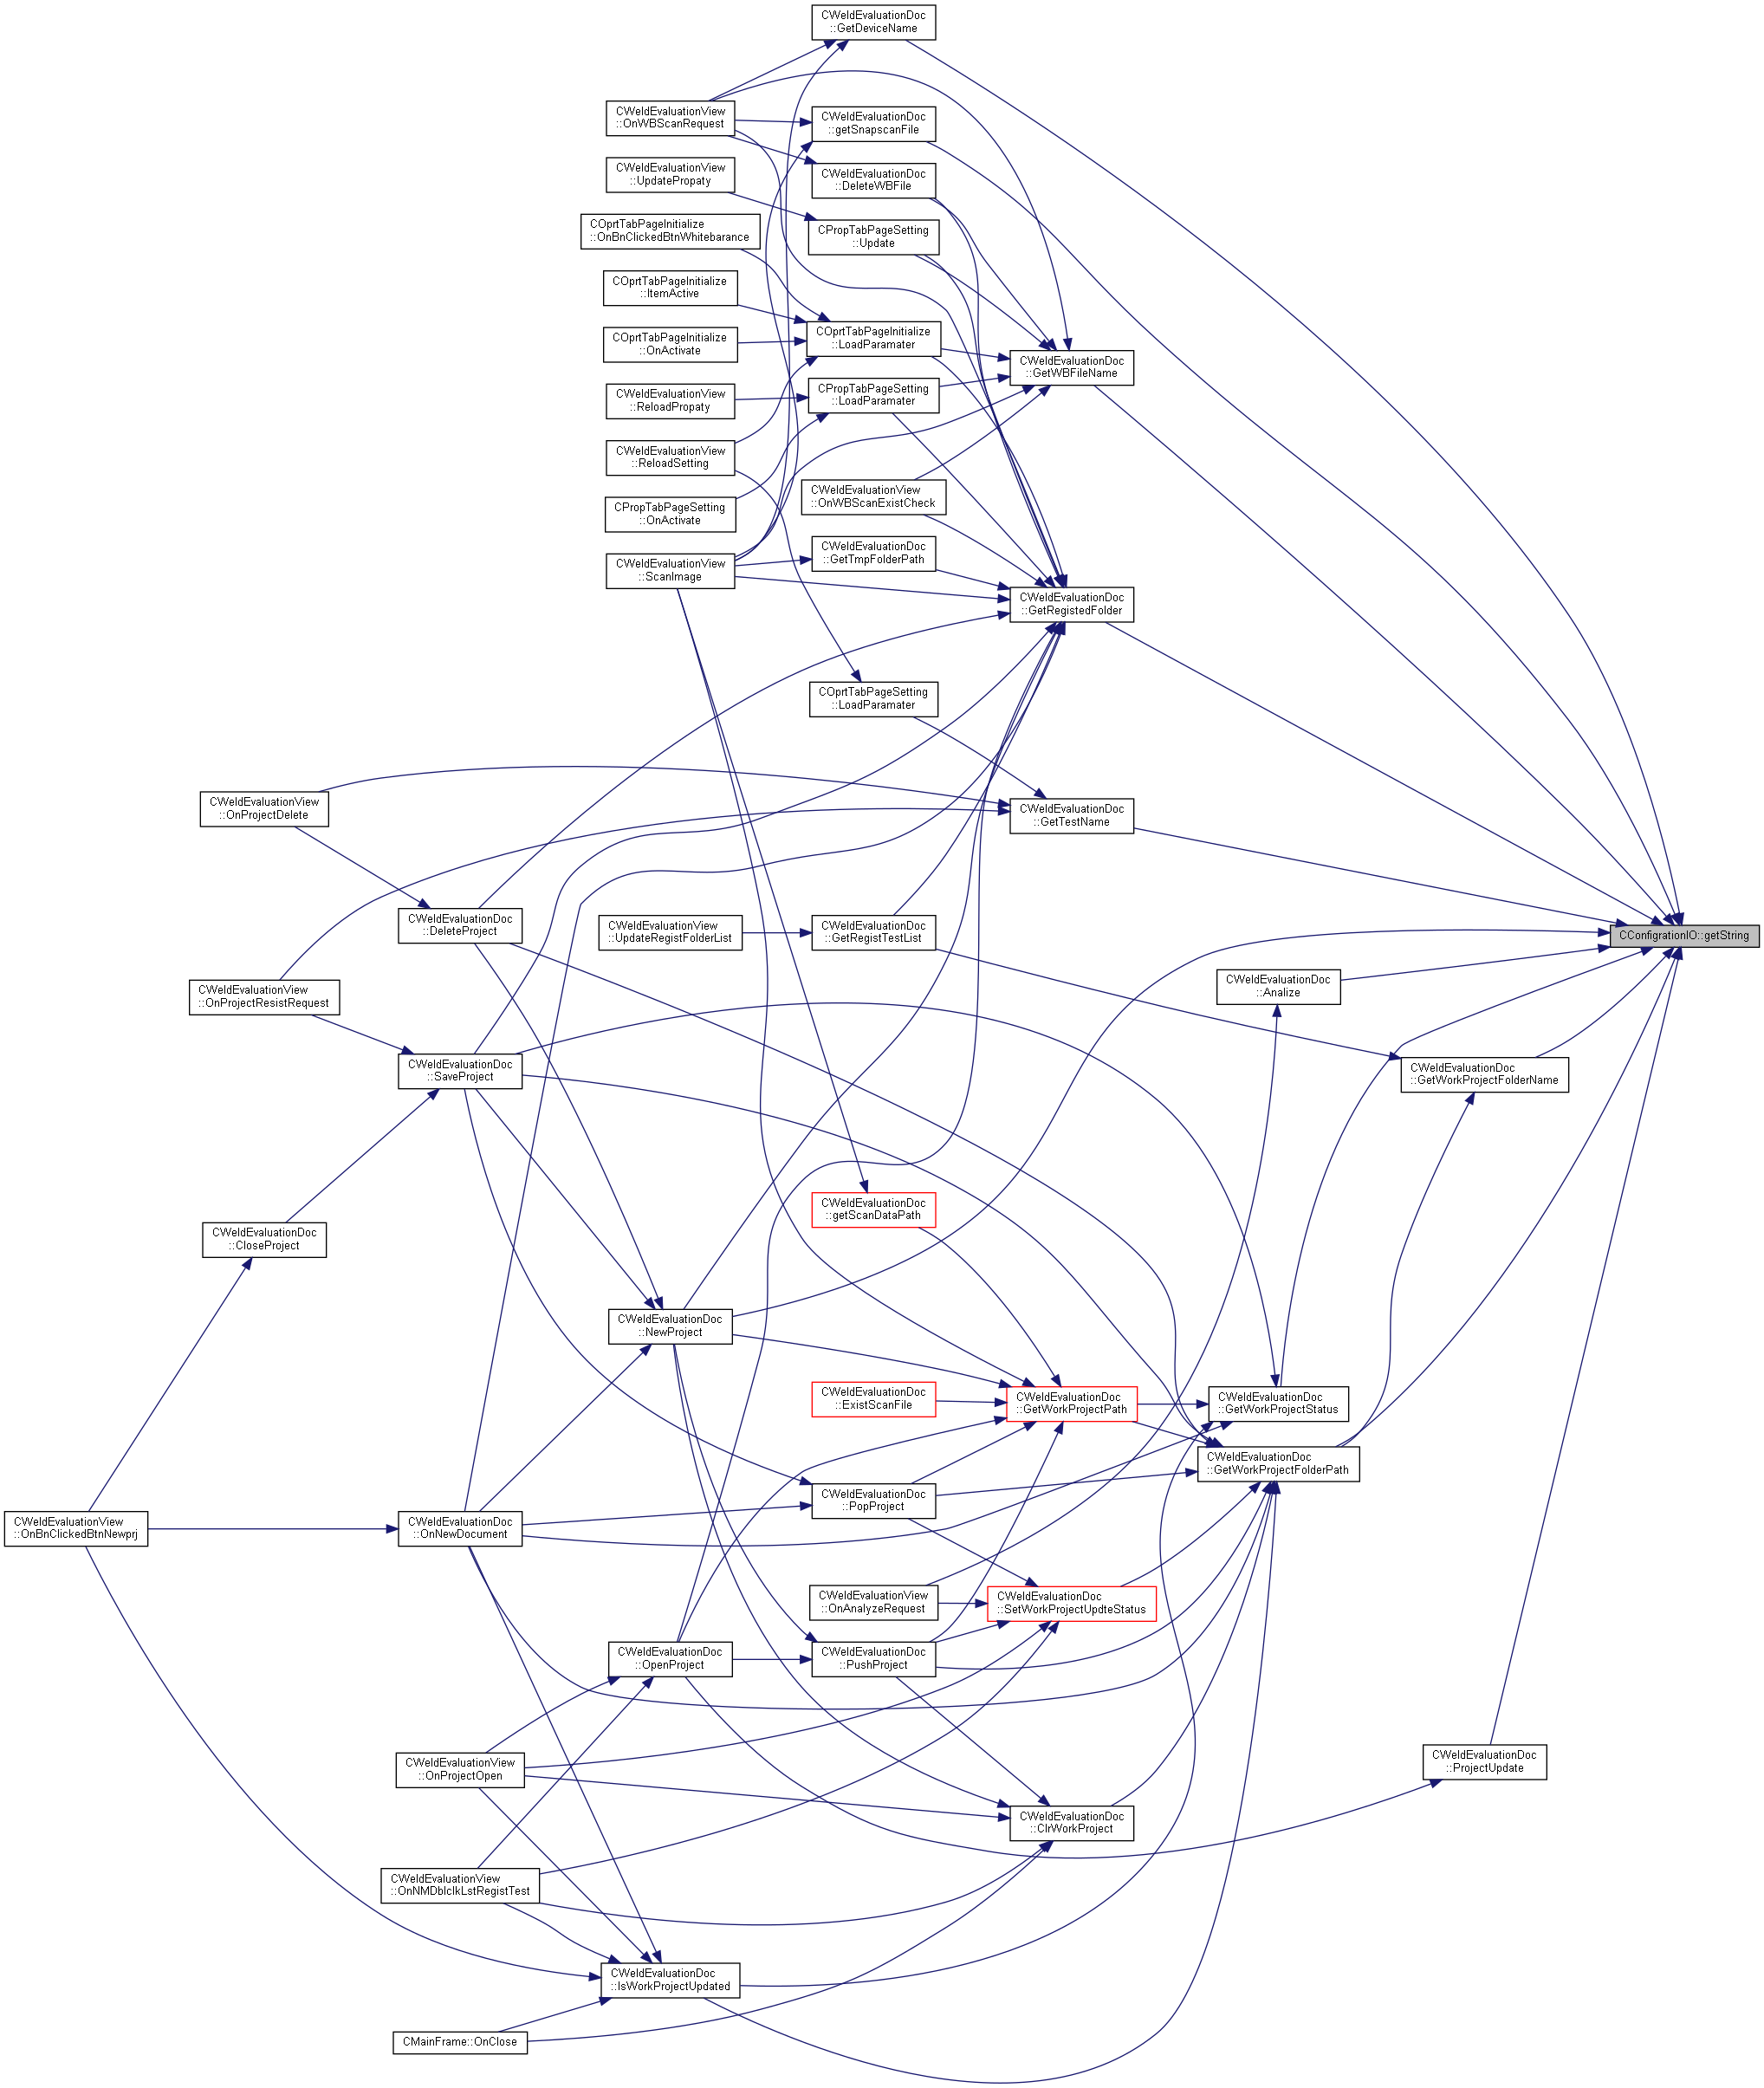 CWeldEvaluationDoc
::GetDeviceName
CWeldEvaluationView
::OnWBScanRequest
CWeldEvaluationDoc
::getSnapscanFile
CWeldEvaluationView
::UpdatePropaty
CWeldEvaluationDoc
::DeleteWBFile
COprtTabPageInitialize
::OnBnClickedBtnWhitebarance
CPropTabPageSetting
::Update
COprtTabPageInitialize
::ItemActive
COprtTabPageInitialize
::OnActivate
COprtTabPageInitialize
::LoadParamater
CWeldEvaluationDoc
::GetWBFileName
CWeldEvaluationView
::ReloadPropaty
CPropTabPageSetting
::LoadParamater
CWeldEvaluationView
::ReloadSetting
CPropTabPageSetting
::OnActivate
CWeldEvaluationView
::OnWBScanExistCheck
CWeldEvaluationView
::ScanImage
CWeldEvaluationDoc
::GetTmpFolderPath
CWeldEvaluationDoc
::GetRegistedFolder
COprtTabPageSetting
::LoadParamater
CWeldEvaluationView
::OnProjectDelete
CWeldEvaluationDoc
::GetTestName
CWeldEvaluationDoc
::DeleteProject
CWeldEvaluationView
::UpdateRegistFolderList
CWeldEvaluationDoc
::GetRegistTestList
CConfigrationIO::getString
CWeldEvaluationView
::OnProjectResistRequest
CWeldEvaluationDoc
::Analize
CWeldEvaluationDoc
::SaveProject
CWeldEvaluationDoc
::GetWorkProjectFolderName
CWeldEvaluationDoc
::getScanDataPath
CWeldEvaluationDoc
::CloseProject
CWeldEvaluationDoc
::NewProject
CWeldEvaluationDoc
::ExistScanFile
CWeldEvaluationDoc
::GetWorkProjectPath
CWeldEvaluationDoc
::GetWorkProjectStatus
CWeldEvaluationDoc
::GetWorkProjectFolderPath
CWeldEvaluationView
::OnBnClickedBtnNewprj
CWeldEvaluationDoc
::OnNewDocument
CWeldEvaluationDoc
::PopProject
CWeldEvaluationView
::OnAnalyzeRequest
CWeldEvaluationDoc
::SetWorkProjectUpdteStatus
CWeldEvaluationDoc
::OpenProject
CWeldEvaluationDoc
::PushProject
CWeldEvaluationView
::OnProjectOpen
CWeldEvaluationDoc
::ProjectUpdate
CWeldEvaluationDoc
::ClrWorkProject
CWeldEvaluationView
::OnNMDblclkLstRegistTest
CWeldEvaluationDoc
::IsWorkProjectUpdated
CMainFrame::OnClose